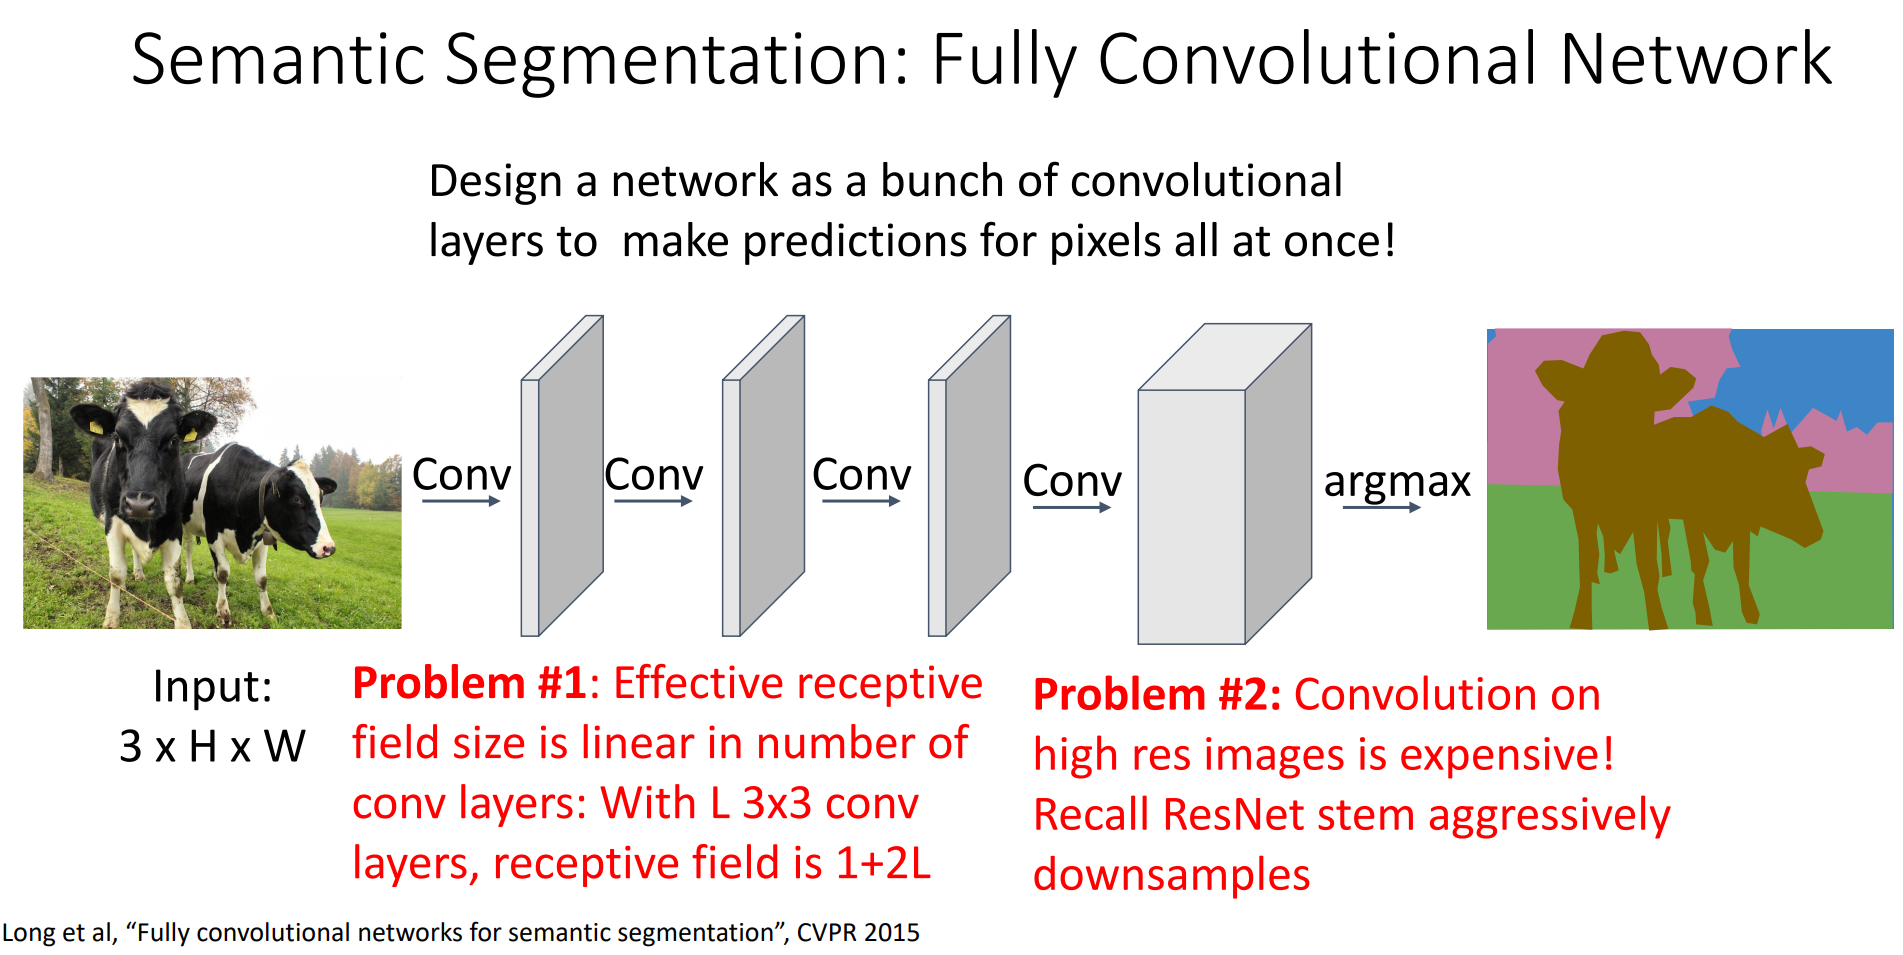 Semantic Segmentation: Fully Convolutional Network
Design a network as a bunch of convolutional
layers to make predictions for pixels all at once!
Conv
Conv
Conv
Conv
argmax
Input:
3 x H x W
Problem #1: Effective receptive
field size is linear in number of
conv layers: With L 3x3 conv
layers, receptive field is 1+2L
Problem #2: Convolution on
high res images is expensive!
Recall ResNet stem aggressively
downsamples
Long et al, “Fully convolutional networks for semantic segmentation”, CVPR 2015